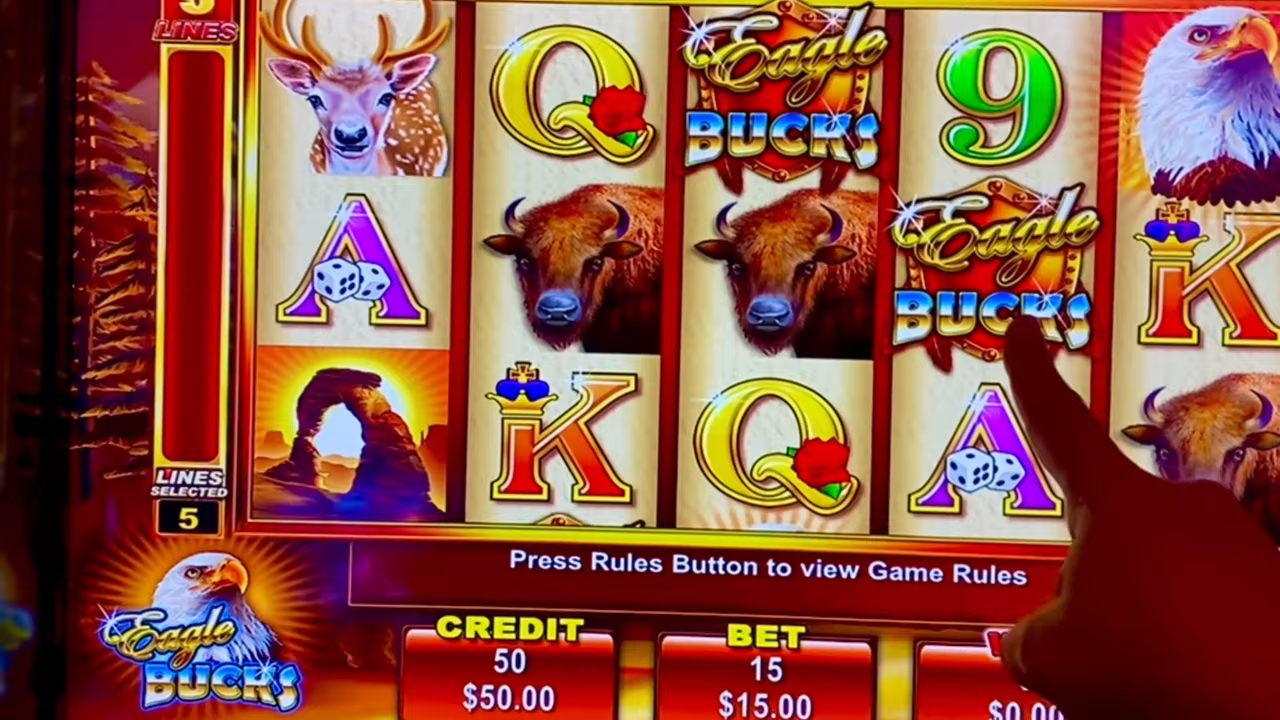 5
LINES
Q
Eagle
BUCKS
9
A
Eagle
BUCKS
K
K
Q
A
LINES
SELECTED
5
Press Rules Button to view Game Rules
Eagle
BUCKS
CREDIT
50
$50.00
BET
15
$15.00
$0.00